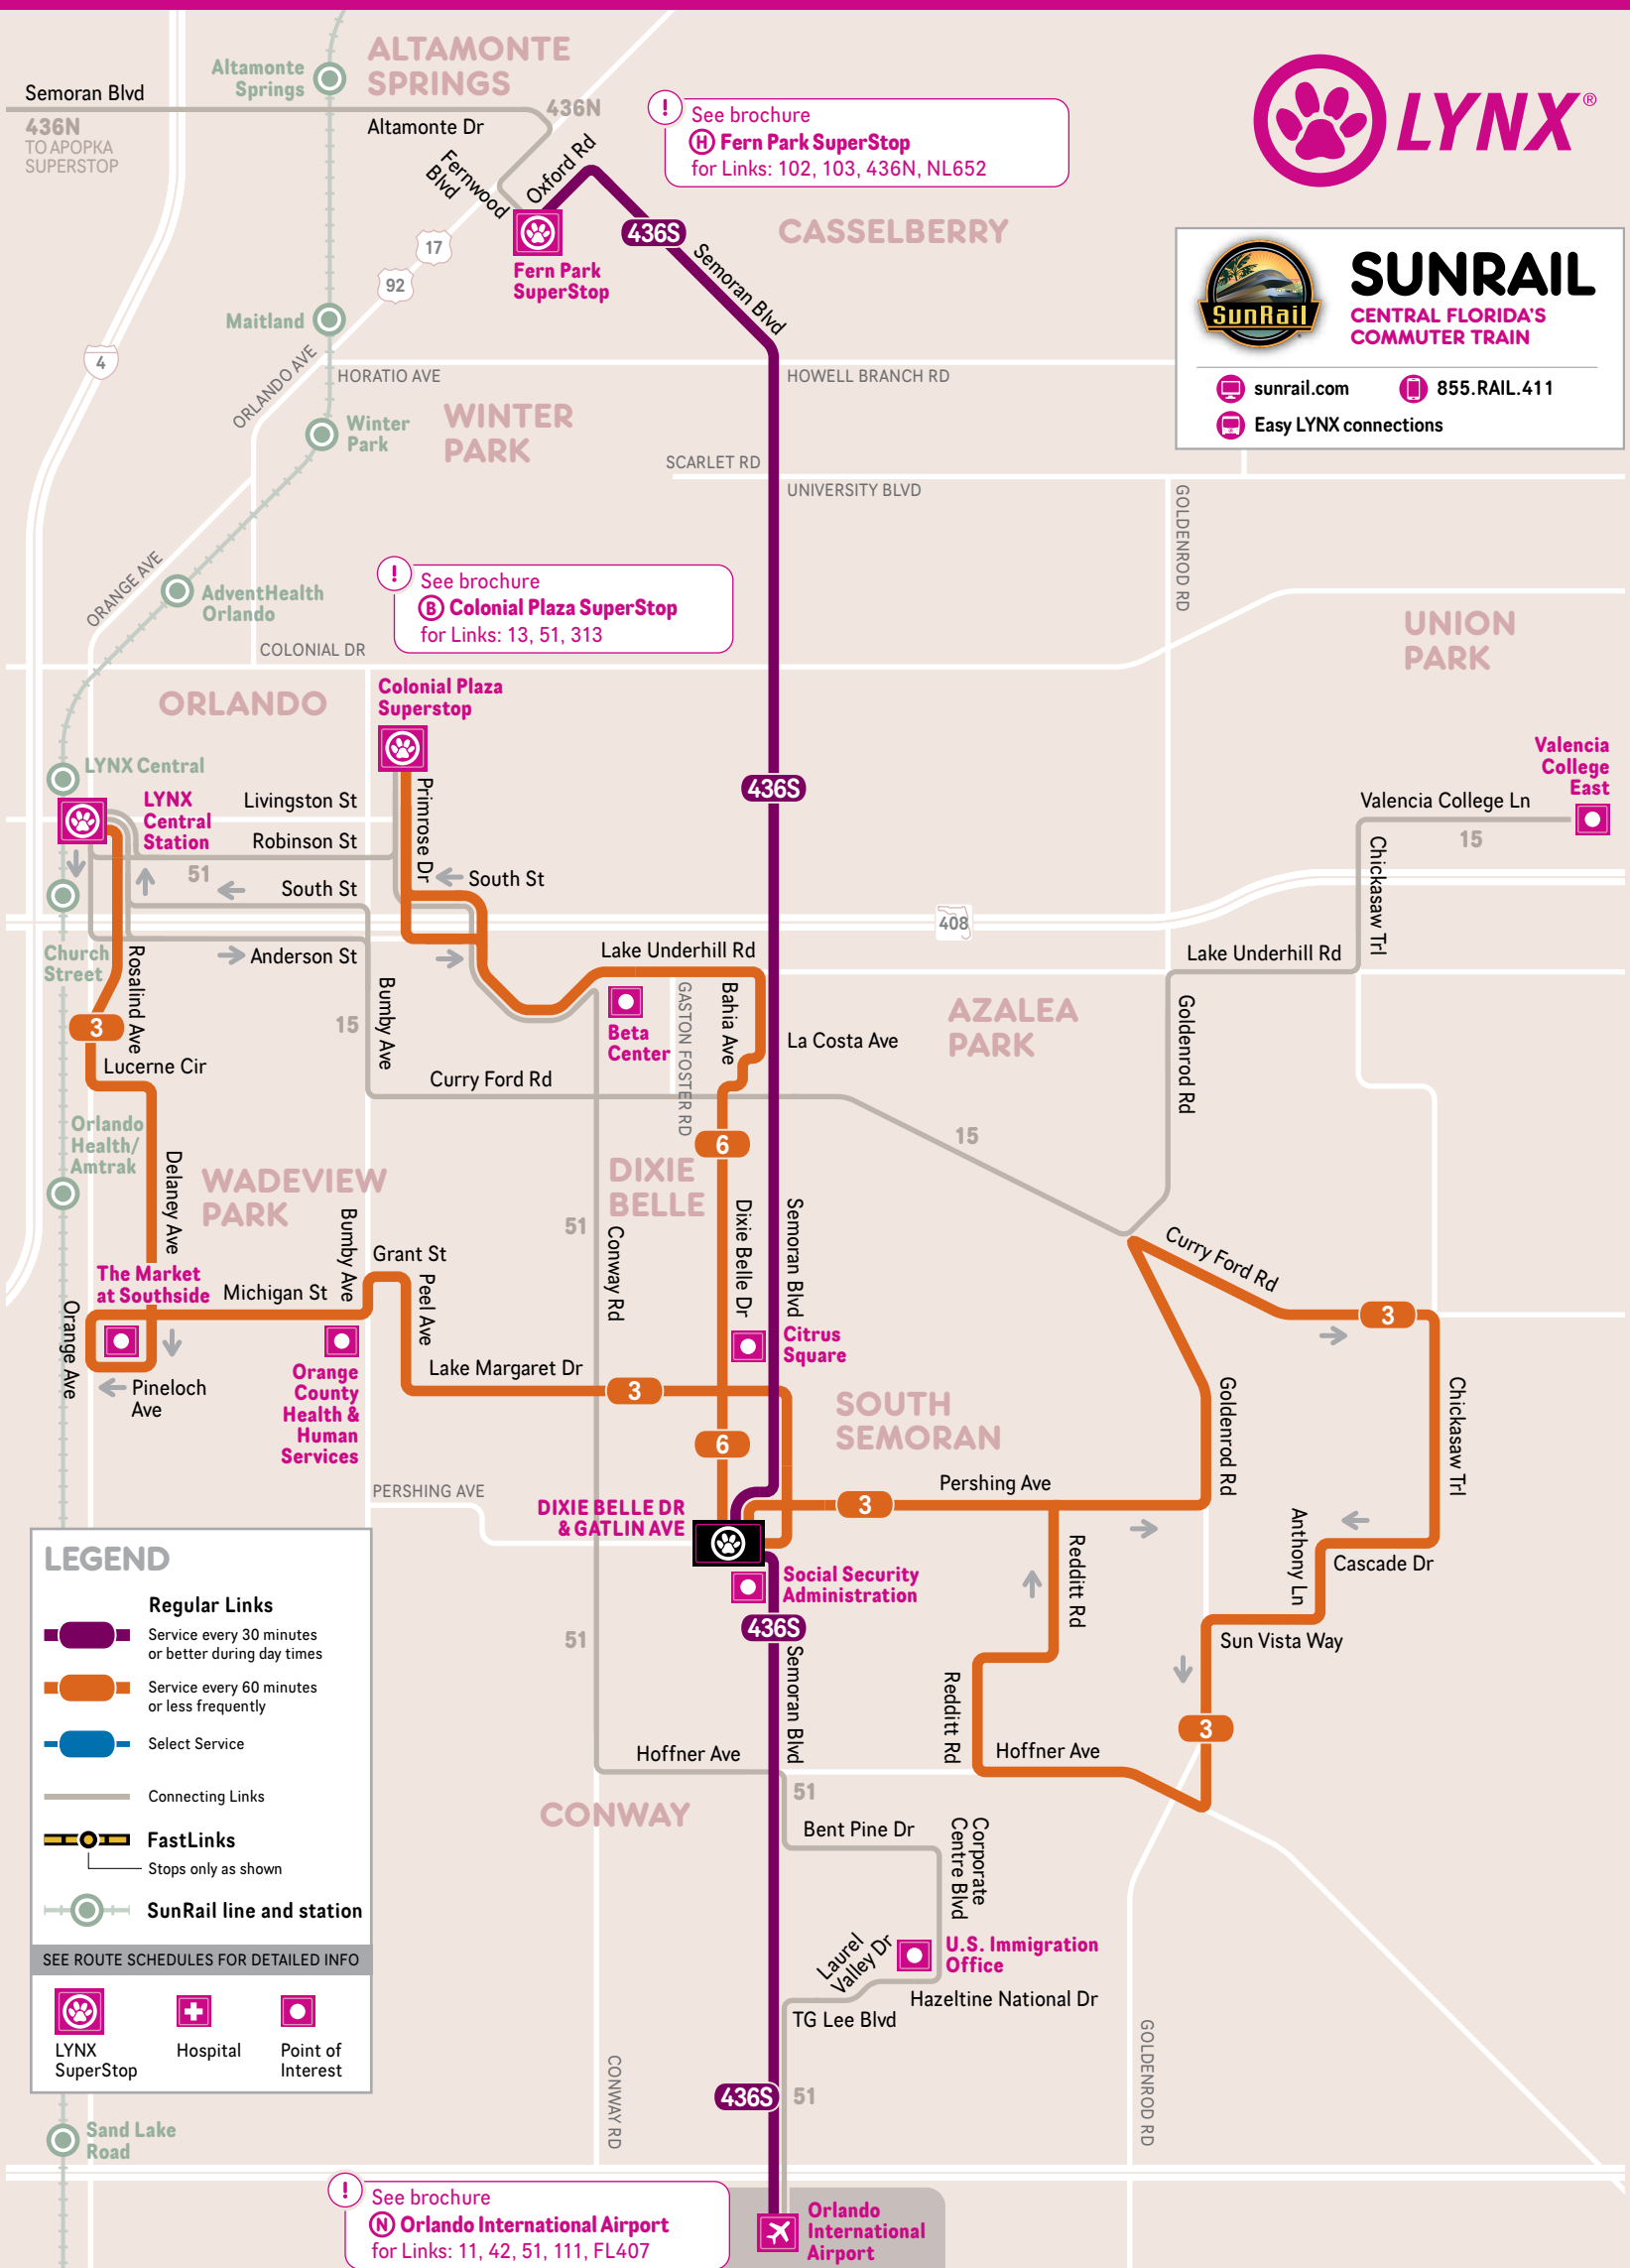 ALTAMONTE
SPRINGS
Altamonte
Springs
Semoran Blvd
436N
TO APOPKA
SUPERSTOP
436N
Altamonte Dr
Fernwood
Blvd
Oxford Rd
!
See brochure
H Fern Park SuperStop
for Links: 102, 103, 436N, NL652
LYNX®
436S
CASSELBERRY
17
92
Fern Park
SuperStop
Semoran Blvd
SunRail
SUNRAIL
CENTRAL FLORIDA'S
COMMUTER TRAIN
sunrail.com
855.RAIL.411
Easy LYNX connections
Maitland
4
ORLANDO AVE
HORATIO AVE
HOWELL BRANCH RD
Winter
Park
WINTER
PARK
SCARLET RD
UNIVERSITY BLVD
GOLDENROD RD
ORANGE AVE
AdventHealth
Orlando
!
See brochure
B Colonial Plaza SuperStop
for Links: 13, 51, 313
COLONIAL DR
UNION
PARK
ORLANDO
Colonial Plaza
Superstop
LYNX Central
LYNX
Central
Station
Livingston St
Robinson St
51
South St
Primrose Dr
South St
436S
Valencia
College
East
Valencia College Ln
15
Chickasaw Trl
408
Church
Street
Anderson St
Rosalind Ave
Lake Underhill Rd
Lake Underhill Rd
3
15
Bumby Ave
Beta
Center
GASTON FOSTER RD
Bahia Ave
La Costa Ave
AZALEA
PARK
Goldenrod Rd
Lucerne Cir
Curry Ford Rd
Orlando
Health/
Amtrak
6
15
Delaney Ave
WADEVIEW
PARK
DIXIE
BELLE
51
Conway Rd
Dixie Belle Dr
Semoran Blvd
Bumby Ave
Grant St
Peel Ave
Curry Ford Rd
The Market
at Southside
Michigan St
3
Orange Ave
Pineloch
Ave
Orange
County
Health &
Human
Services
Lake Margaret Dr
3
Citrus
Square
SOUTH
SEMORAN
6
Goldenrod Rd
Chickasaw Trl
PERSHING AVE
DIXIE BELLE DR
& GATLIN AVE
3
Pershing Ave
Social Security
Administration
Redditt Rd
Anthony Ln
Cascade Dr
Sun Vista Way
436S
51
Semoran Blvd
Redditt Rd
3
Hoffner Ave
Hoffner Ave
51
CONWAY
Bent Pine Dr
Corporate
Centre Blvd
Laurel
Valley Dr
U.S. Immigration
Office
Hazeltine National Dr
TG Lee Blvd
CONWAY RD
GOLDENROD RD
436S
51
LEGEND
Regular Links
Service every 30 minutes
or better during day times
Service every 60 minutes
or less frequently
Select Service
Connecting Links
FastLinks
Stops only as shown
SunRail line and station
SEE ROUTE SCHEDULES FOR DETAILED INFO
LYNX
SuperStop
Hospital
Point of
Interest
Sand Lake
Road
!
See brochure
N Orlando International Airport
for Links: 11, 42, 51, 111, FL407
Orlando
International
Airport